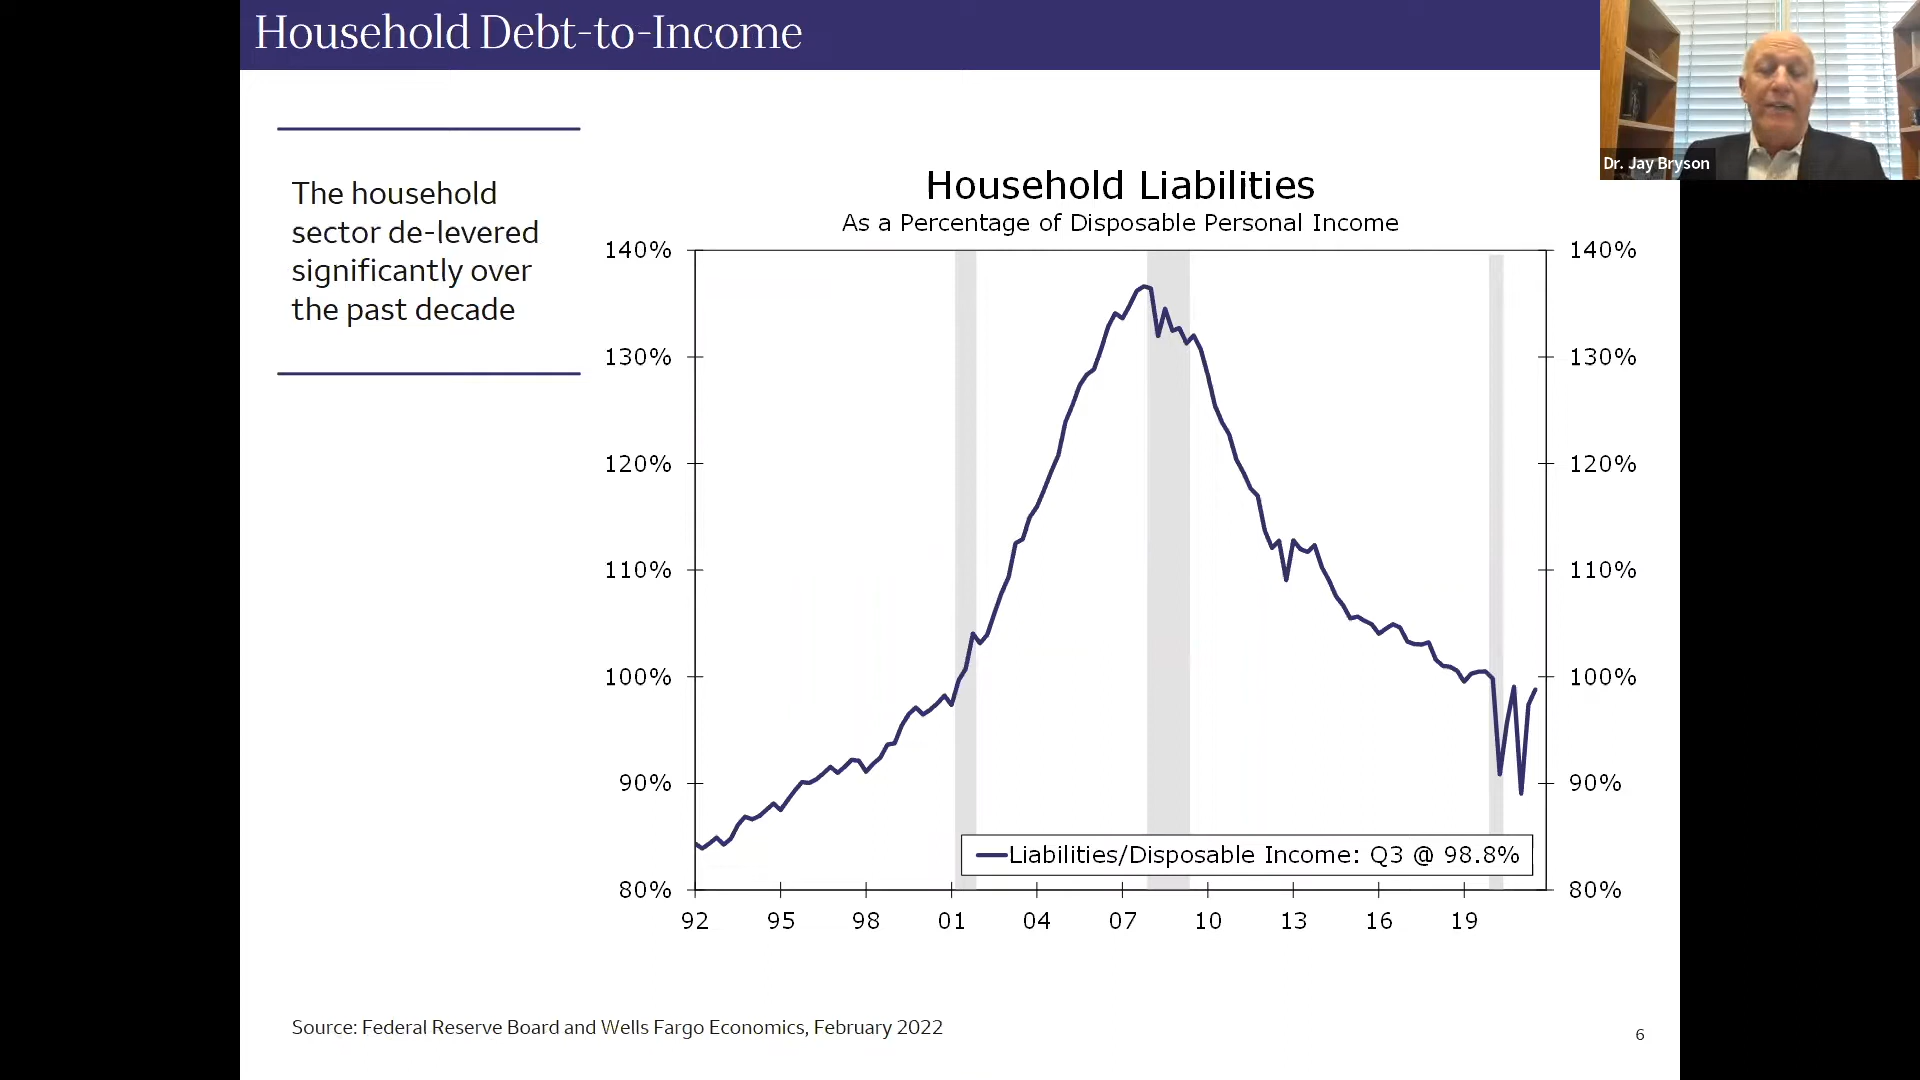 Household Debt-to-Income
Dr. Jay Bryson
The household
sector de-levered
significantly over
the past decade
Household Liabilities
As a Percentage of Disposable Personal Income
140% 140%
130% 130%
120% 120%
110% 110%
100% 100%
90% 90%
Liabilities/Disposable Income: Q3 @ 98.8%
80% 80%
92 95 98 01 04 07 10 13 16 19
Source: Federal Reserve Board and Wells Fargo Economics, February 2022
6